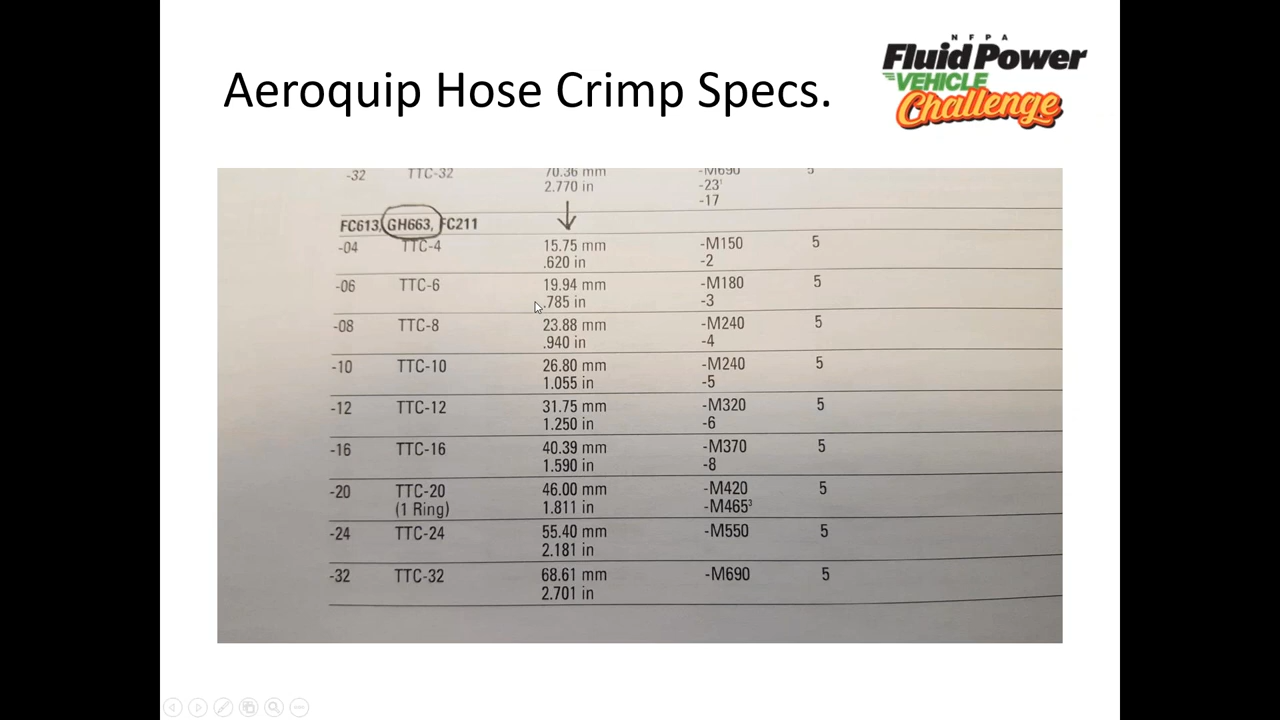 Aeroquip Hose Crimp Specs.
NFPA
Fluid Power
VEHICLE
Challenge
-32 TTC-32 70.36 mm -M690 5
2.770 in -23¹
-17
FC613, GH663, FC211
-04 TTC-4 15.75 mm -M150 5
.620 in -2
-06 TTC-6 19.94 mm -M180 5
.785 in -3
-08 TTC-8 23.88 mm -M240 5
.940 in -4
-10 TTC-10 26.80 mm -M240 5
1.055 in -5
-12 TTC-12 31.75 mm -M320 5
1.250 in -6
-16 TTC-16 40.39 mm -M370 5
1.590 in -8
-20 TTC-20 46.00 mm -M420 5
(1 Ring) 1.811 in -M465³
-24 TTC-24 55.40 mm -M550 5
2.181 in
-32 TTC-32 68.61 mm -M690 5
2.701 in